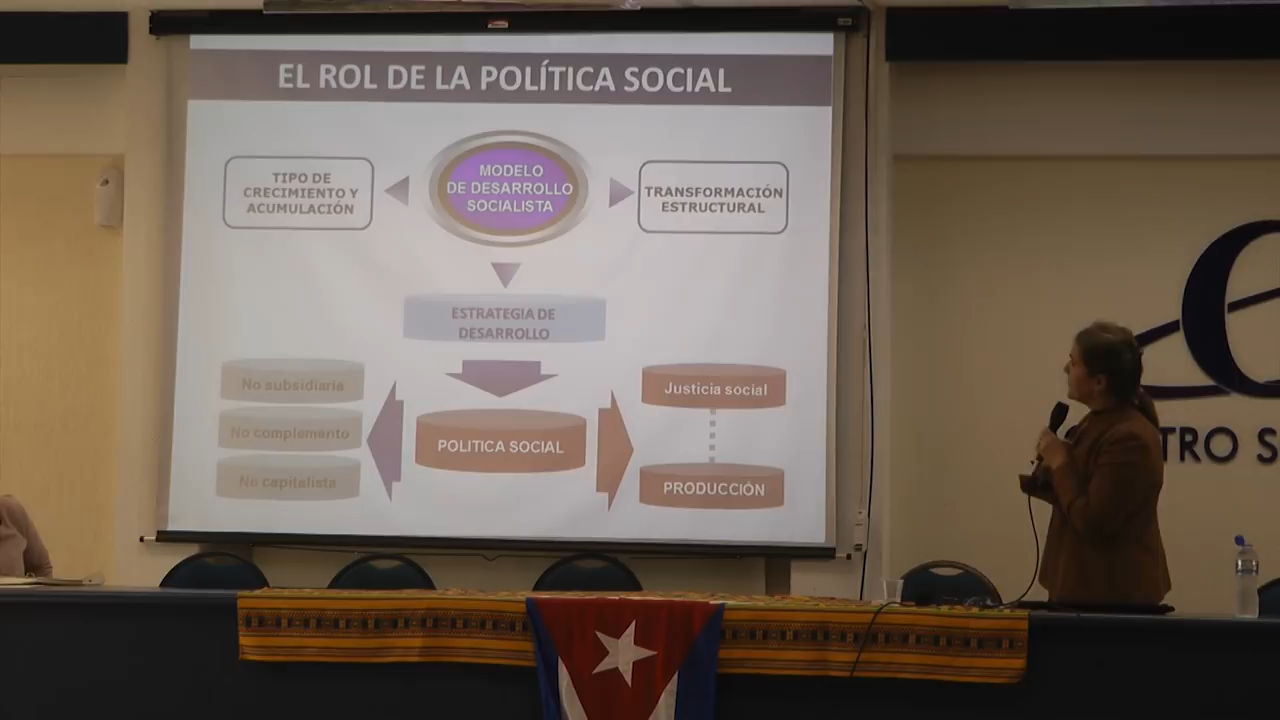 EL ROL DE LA POLÍTICA SOCIAL
TIPO DE
CRECIMIENTO Y
ACUMULACIÓN
MODELO
DE DESARROLLO
SOCIALISTA
TRANSFORMACIÓN
ESTRUCTURAL
ESTRATEGIA DE
DESARROLLO
No subsidiaria
No complemento
No capitalista
POLITICA SOCIAL
Justicia social
PRODUCCIÓN
TRO S